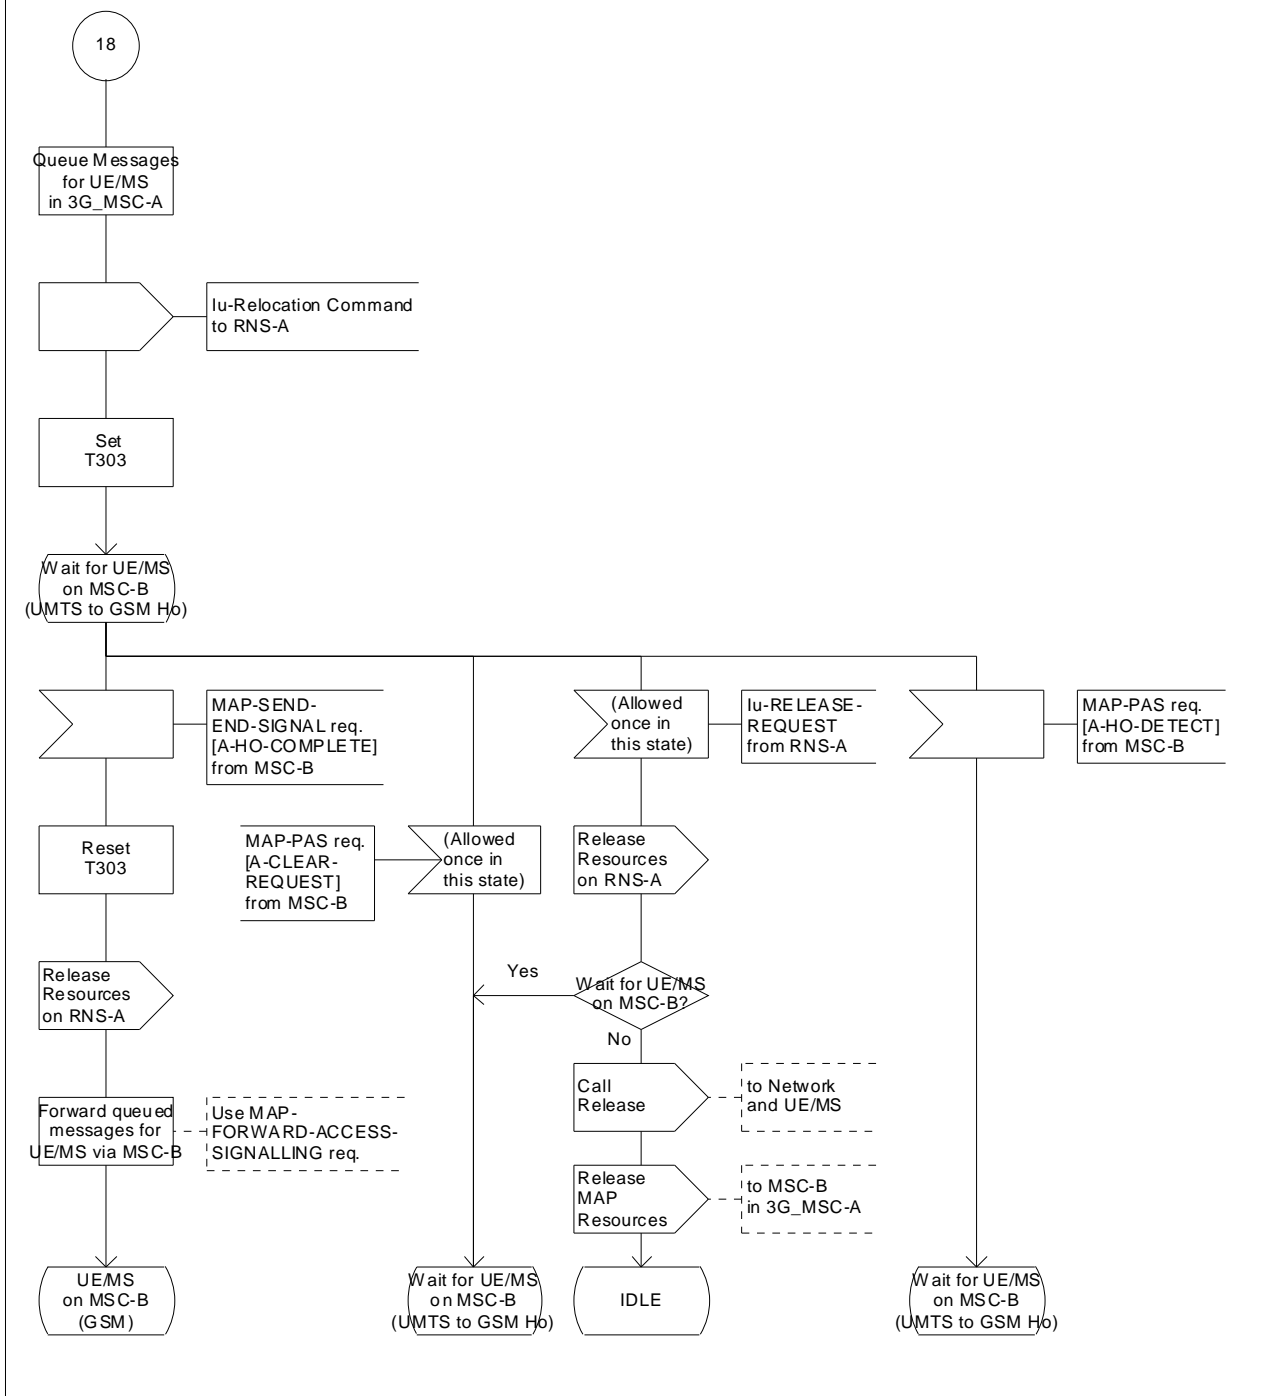 18
Queue Messages
for UE/MS
in 3G_MSC-A
Iu-Relocation Command
to RNS-A
Set
T303
Wait for UE/MS
on MSC-B
(UMTS to GSM Ho)
MAP-SEND-
END-SIGNAL req.
[A-HO-COMPLETE]
from MSC-B
(Allowed
once in
this state)
Iu-RELEASE-
REQUEST
from RNS-A
MAP-PAS req.
[A-HO-DETECT]
from MSC-B
Reset
T303
MAP-PAS req.
[A-CLEAR-
REQUEST]
from MSC-B
(Allowed
once in
this state)
Release
Resources
on RNS-A
Release
Resources
on RNS-A
Yes
Wait for UE/MS
on MSC-B?
No
Forward queued
messages for
UE/MS via MSC-B
Use MAP-
FORWARD-ACCESS-
SIGNALLING req.
Call
Release
to Network
and UE/MS
Release
MAP
Resources
to MSC-B
in 3G_MSC-A
UE/MS
on MSC-B
(GSM)
Wait for UE/MS
on MSC-B
(UMTS to GSM Ho)
IDLE
Wait for UE/MS
on MSC-B
(UMTS to GSM Ho)